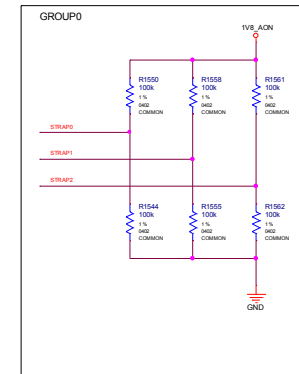 GROUP0
1V8_AON
R1550
100k
1 %
0402
COMMON
R1558
100k
1 %
0402
COMMON
R1561
100k
1 %
0402
COMMON
STRAP0
STRAP1
STRAP2
R1544
100k
1 %
0402
COMMON
R1555
100k
1 %
0402
COMMON
R1562
100k
1 %
0402
COMMON
GND